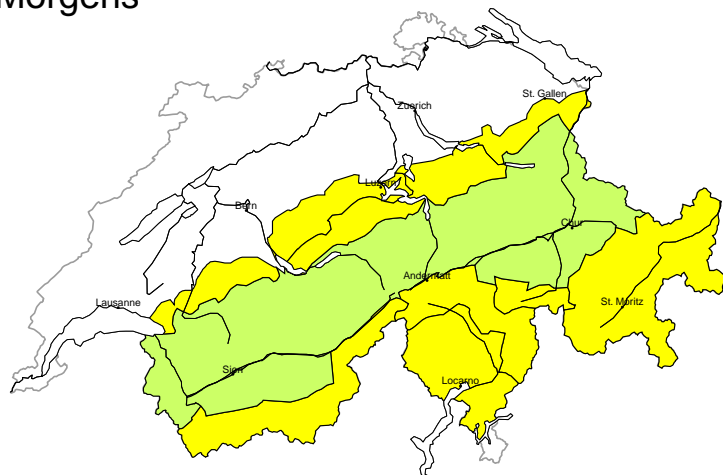 Morgens
St. Gallen
Zuerich
Luzern
Bern
Chur
Andermatt
Lausanne
St. Moritz
Sion
Locarno